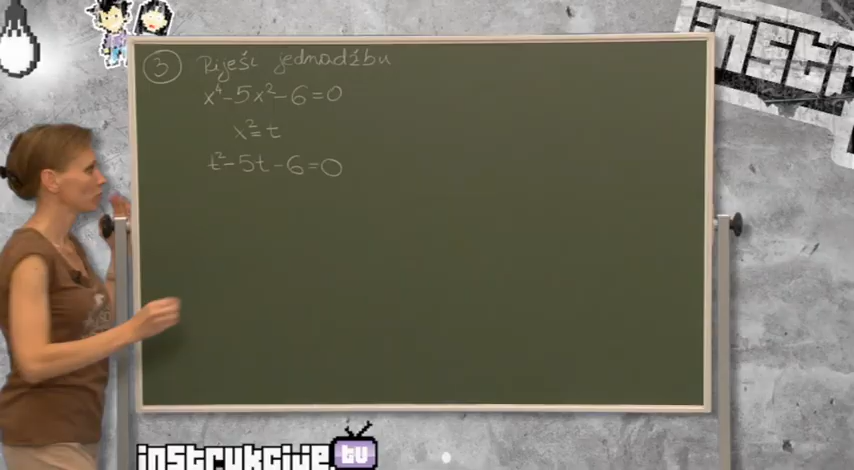 ③ Riješi jednadžbu
x⁴-5x²-6=0
x²=t
t²-5t-6=0
instrukcije.tv